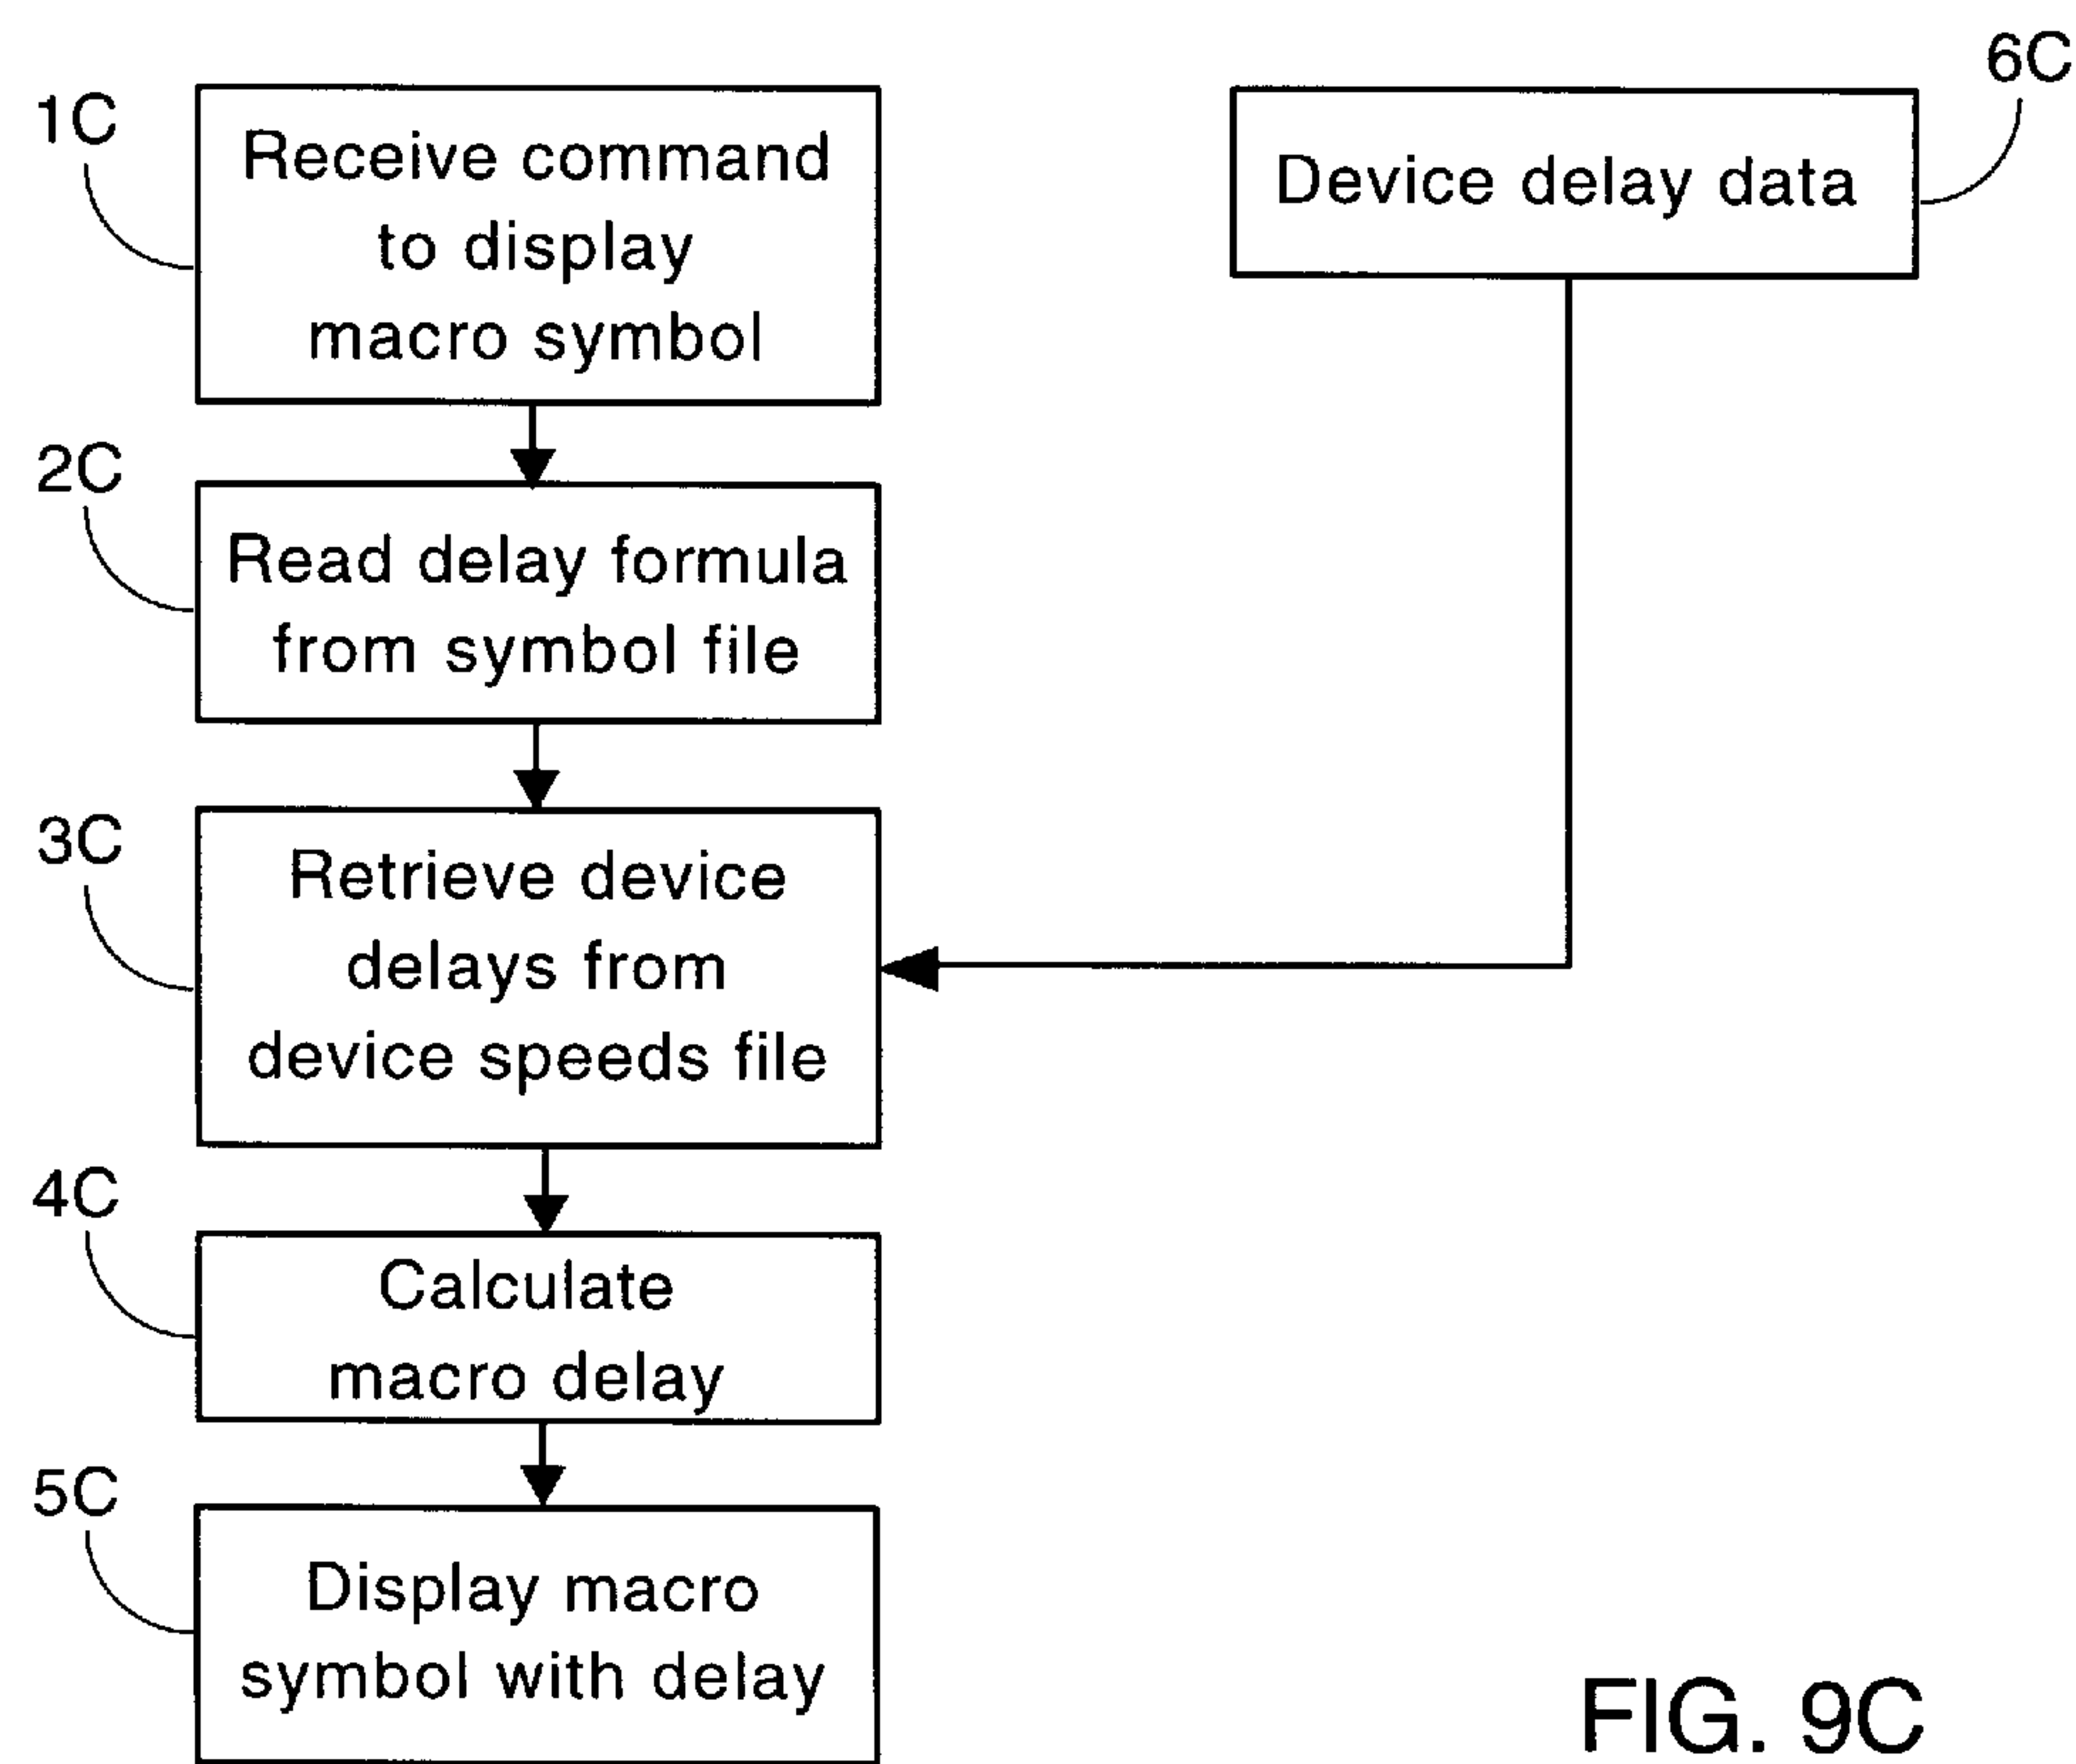 1C
Receive command
to display
macro symbol
6C
Device delay data
2C
Read delay formula
from symbol file
3C
Retrieve device
delays from
device speeds file
4C
Calculate
macro delay
5C
Display macro
symbol with delay
FIG. 9C